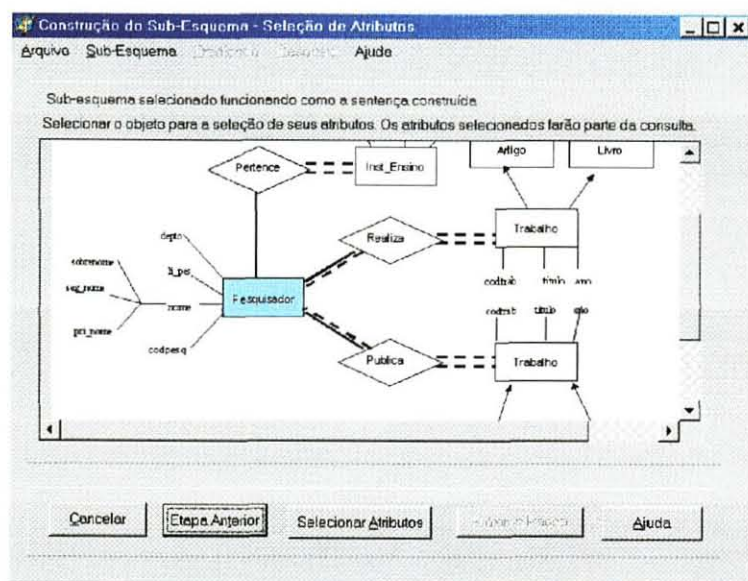 Construção do Sub-Esquema - Seleção de Atributos
Arquivo Sub-Esquema Ajuda
Sub-esquema selecionado funcionando como a sentença construída
Selecionar o objeto para a seleção de seus atributos. Os atributos selecionados farão parte da consulta.
Artigo Livro
Pertence Inst_Ensino
depto Realiza Trabalho
sobrenome
seg_nome nome Pesquisador codtrab título ano
codtrab título ano
pri_nome
codpesq Publica Trabalho
Cancelar Etapa Anterior Selecionar Atributos Ajuda